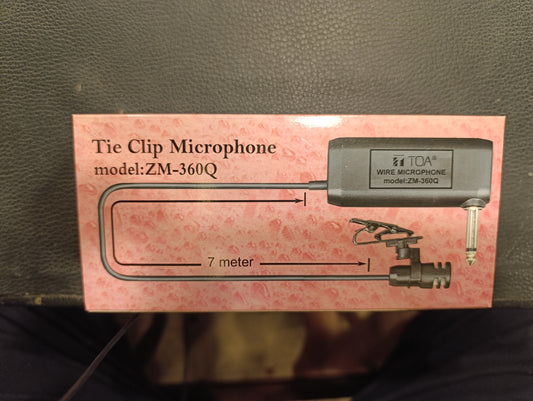 Tie Clip Microphone
model:ZM-360Q
TOA®
WIRE MICROPHONE
model:ZM-360Q
7 meter